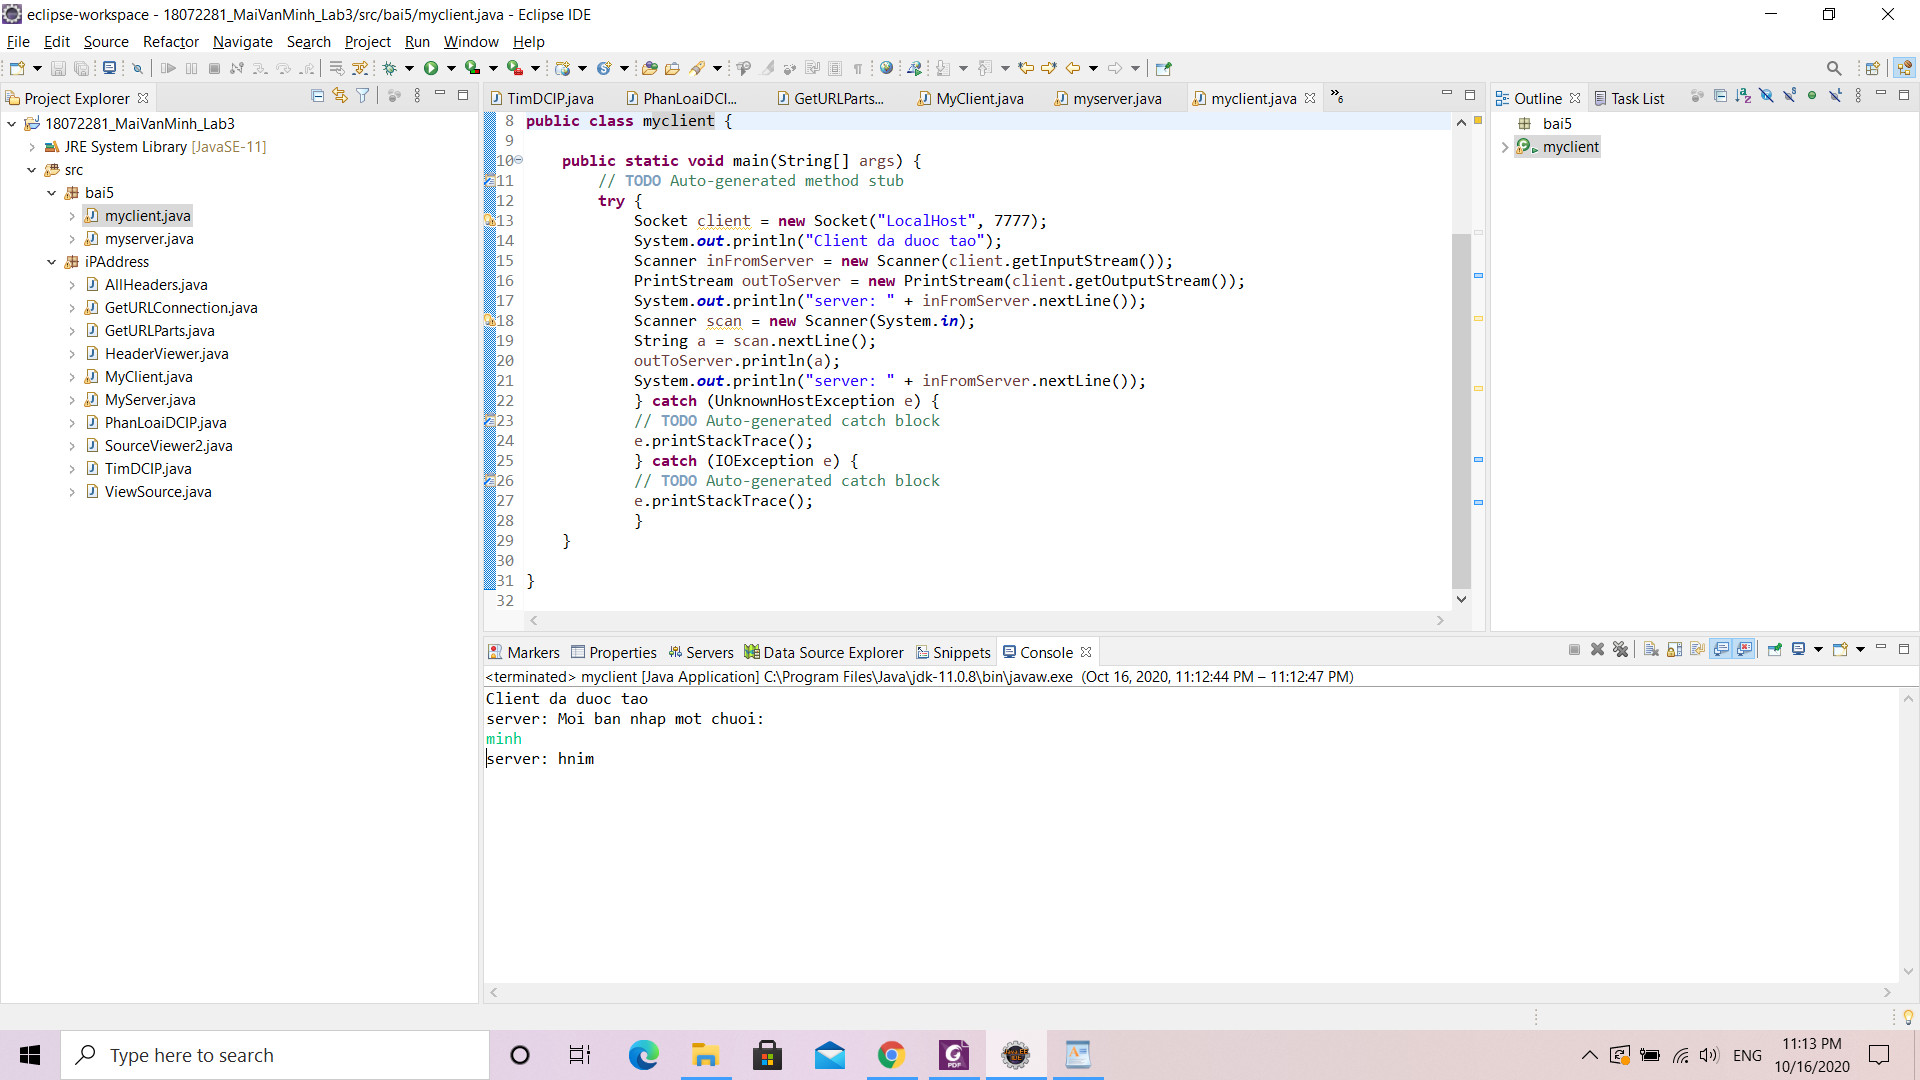 eclipse-workspace - 18072281_MaiVanMinh_Lab3/src/bai5/myclient.java - Eclipse IDE
File Edit Source Refactor Navigate Search Project Run Window Help
Project Explorer
18072281_MaiVanMinh_Lab3
JRE System Library [JavaSE-11]
src
bai5
myclient.java
myserver.java
iPAddress
AllHeaders.java
GetURLConnection.java
GetURLParts.java
HeaderViewer.java
MyClient.java
MyServer.java
PhanLoaiDCIP.java
SourceViewer2.java
TimDCIP.java
ViewSource.java
TimDCIP.java PhanLoaiDCI... GetURLParts... MyClient.java myserver.java myclient.java »6
8 public class myclient {
9
10 public static void main(String[] args) {
11 // TODO Auto-generated method stub
12 try {
13 Socket client = new Socket("LocalHost", 7777);
14 System.out.println("Client da duoc tao");
15 Scanner inFromServer = new Scanner(client.getInputStream());
16 PrintStream outToServer = new PrintStream(client.getOutputStream());
17 System.out.println("server: " + inFromServer.nextLine());
18 Scanner scan = new Scanner(System.in);
19 String a = scan.nextLine();
20 outToServer.println(a);
21 System.out.println("server: " + inFromServer.nextLine());
22 } catch (UnknownHostException e) {
23 // TODO Auto-generated catch block
24 e.printStackTrace();
25 } catch (IOException e) {
26 // TODO Auto-generated catch block
27 e.printStackTrace();
28 }
29 }
30
31 }
32
Outline Task List
bai5
myclient
Markers Properties Servers Data Source Explorer Snippets Console
<terminated> myclient [Java Application] C:\Program Files\Java\jdk-11.0.8\bin\javaw.exe (Oct 16, 2020, 11:12:44 PM – 11:12:47 PM)
Client da duoc tao
server: Moi ban nhap mot chuoi:
minh
server: hnim
Type here to search
ENG
11:13 PM
10/16/2020